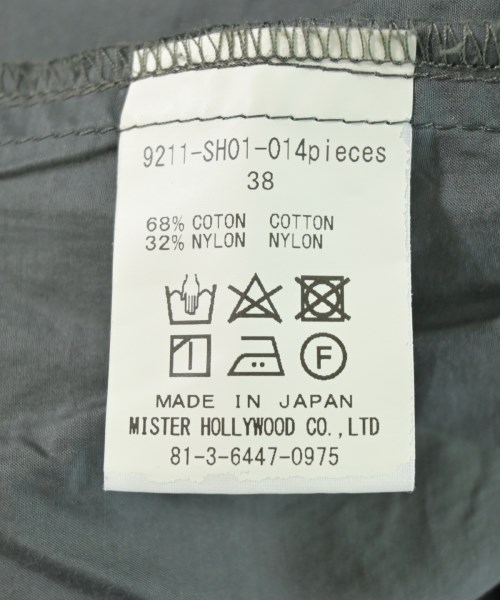 9211-SH01-014pieces
38
68% COTON COTTON
32% NYLON NYLON
F
MADE IN JAPAN
MISTER HOLLYWOOD CO.,LTD
81-3-6447-0975